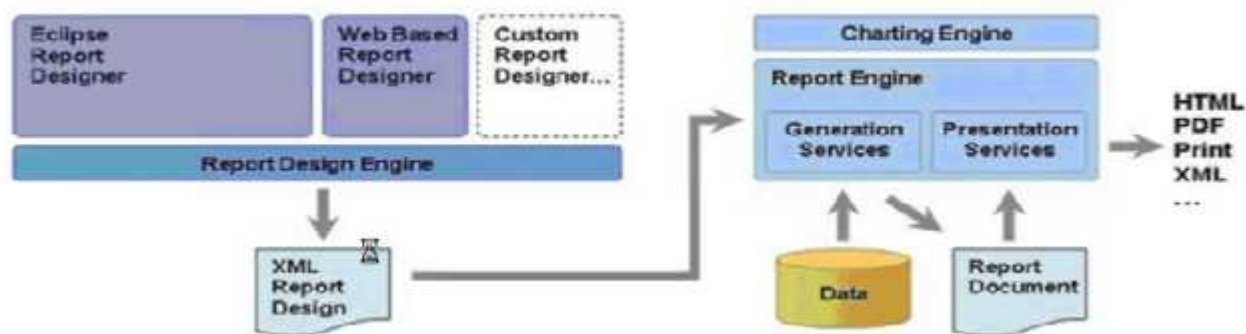 Eclipse
Report
Designer
Web Based
Report
Designer
Custom
Report
Designer...
Report Design Engine
XML
Report
Design
Charting Engine
Report Engine
Generation
Services
Presentation
Services
Data
Report
Document
HTML
PDF
Print
XML
...